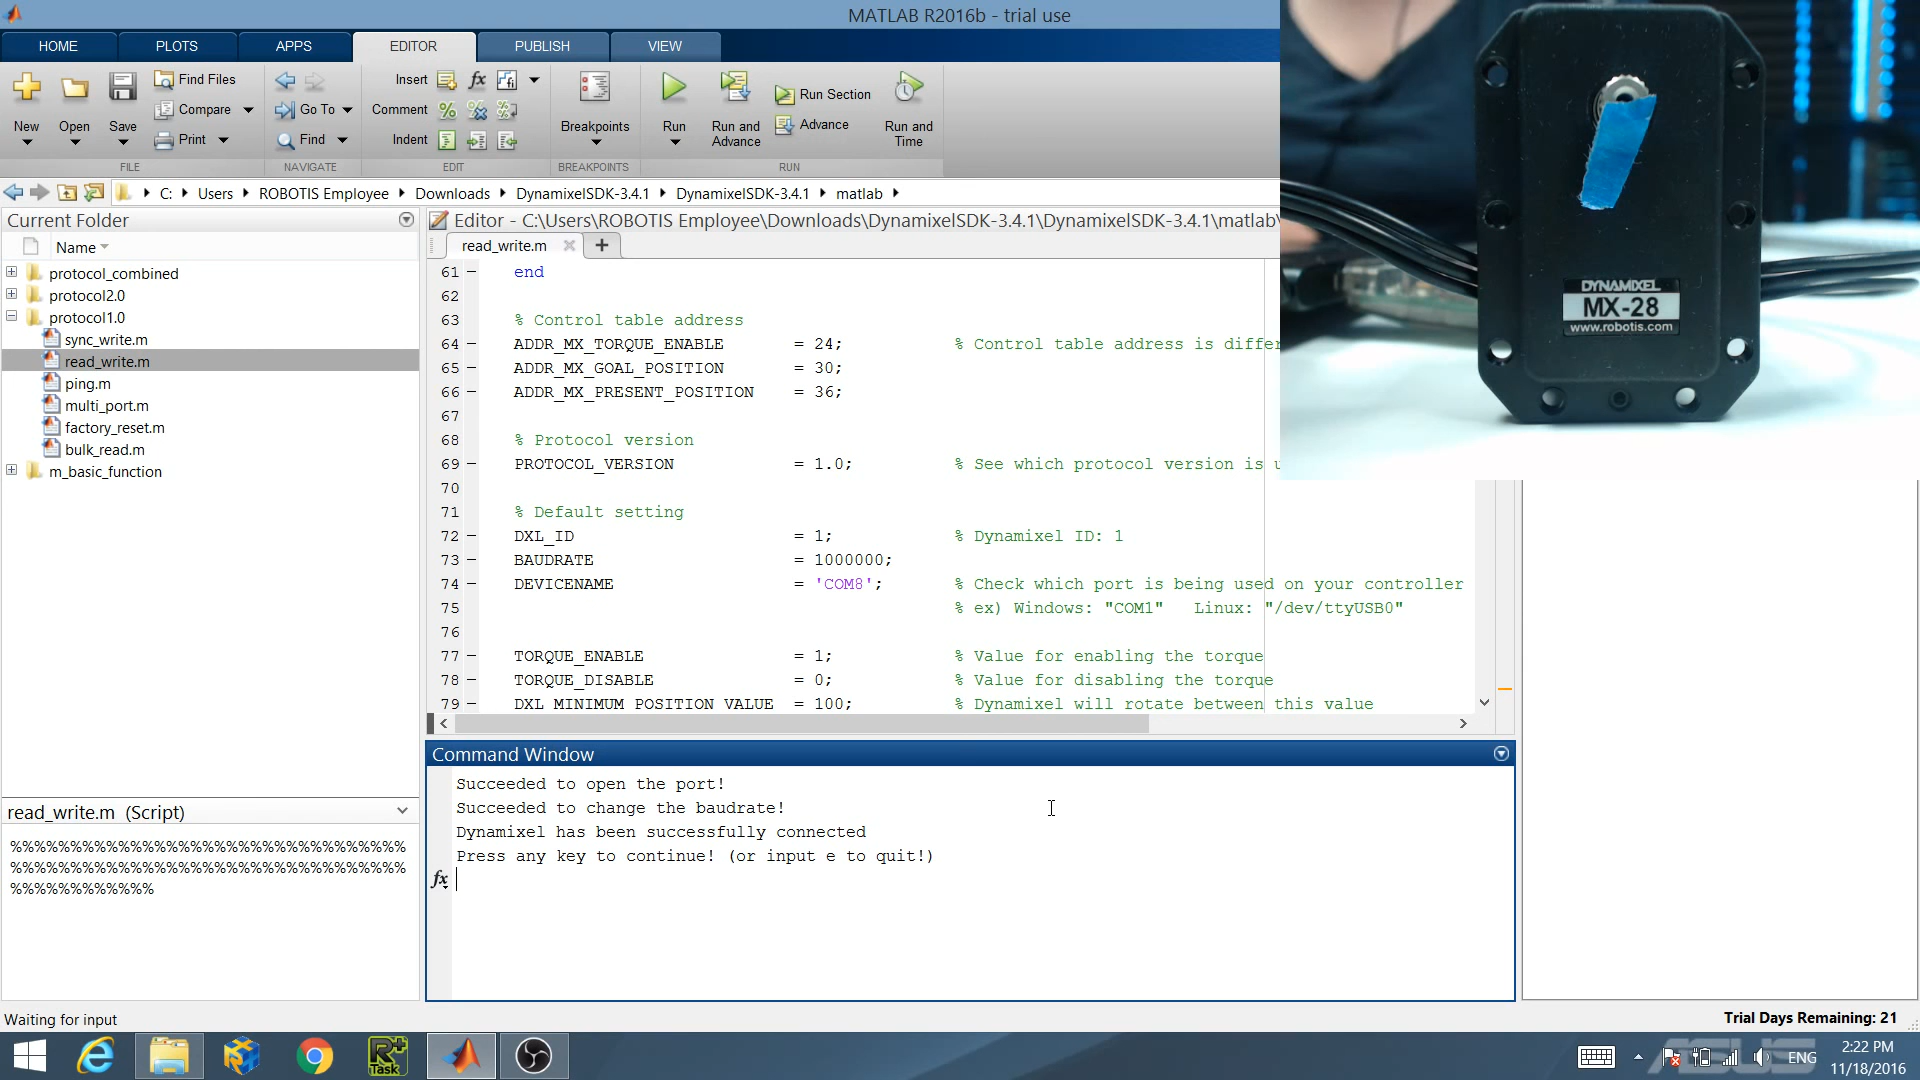 MATLAB R2016b - trial use
HOME PLOTS APPS EDITOR PUBLISH VIEW
New Open Save
Find Files
Compare
Print
FILE
Go To
Find
NAVIGATE
Insert
Comment
Indent
EDIT
Breakpoints
BREAKPOINTS
Run
Run and Advance
Run Section
Advance
Run and Time
RUN
C: Users ROBOTIS Employee Downloads DynamixelSDK-3.4.1 DynamixelSDK-3.4.1 matlab
Current Folder
Name
protocol_combined
protocol2.0
protocol1.0
sync_write.m
read_write.m
ping.m
multi_port.m
factory_reset.m
bulk_read.m
m_basic_function
read_write.m (Script)
%%%%%%%%%%%%%%%%%%%%%%%%%%%%%%%%%
%%%%%%%%%%%%%%%%%%%%%%%%%%%%%%%%%
%%%%%%%%%%%%
Editor - C:\Users\ROBOTIS Employee\Downloads\DynamixelSDK-3.4.1\DynamixelSDK-3.4.1\matlab\
read_write.m
61 end
62
63 % Control table address
64 ADDR_MX_TORQUE_ENABLE = 24; % Control table address is differ
65 ADDR_MX_GOAL_POSITION = 30;
66 ADDR_MX_PRESENT_POSITION = 36;
67
68 % Protocol version
69 PROTOCOL_VERSION = 1.0; % See which protocol version is u
70
71 % Default setting
72 DXL_ID = 1; % Dynamixel ID: 1
73 BAUDRATE = 1000000;
74 DEVICENAME = 'COM8'; % Check which port is being used on your controller
75 % ex) Windows: "COM1" Linux: "/dev/ttyUSB0"
76
77 TORQUE_ENABLE = 1; % Value for enabling the torque
78 TORQUE_DISABLE = 0; % Value for disabling the torque
79 DXL_MINIMUM_POSITION_VALUE = 100; % Dynamixel will rotate between this value
Command Window
Succeeded to open the port!
Succeeded to change the baudrate!
Dynamixel has been successfully connected
Press any key to continue! (or input e to quit!)
fx
DYNAMIXEL
MX-28
www.robotis.com
Waiting for input
Trial Days Remaining: 21
R+
Task
ASUS
ENG
2:22 PM
11/18/2016